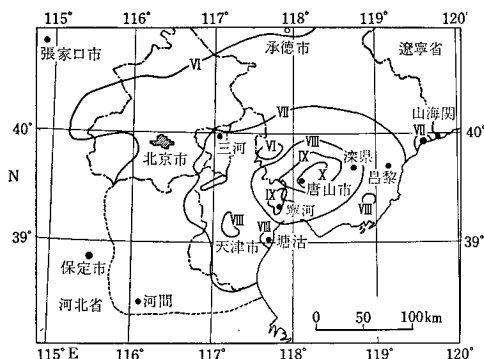 115° 116° 117° 118° 119° 120°
張家口市
承徳市
遼寧省
VI
VII
山海関
VII
40° 40°
三河
VI
VIII
IX
X
灤県
昌黎
北京市
唐山市
N
IX
寧河
VIII
VIII
39° 39°
天津市
VIII
塘沽
保定市
河北省
河間
0 50 100km
115°E 116° 117° 118° 119° 120°